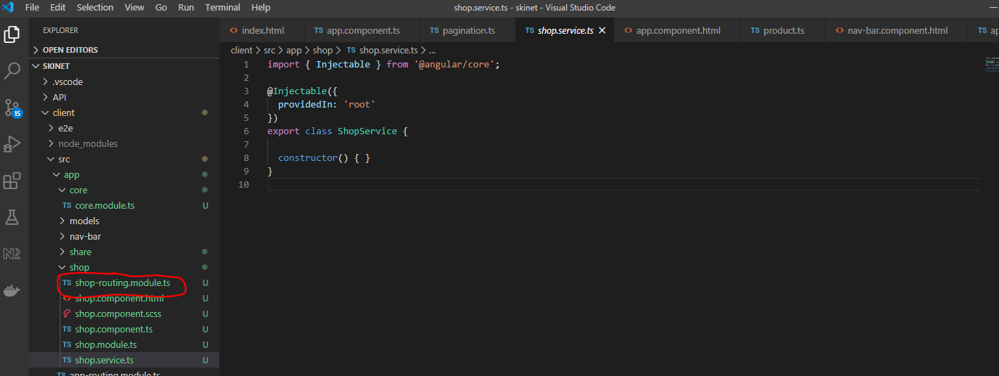 File Edit Selection View Go Run Terminal Help shop.service.ts - skinet - Visual Studio Code
EXPLORER
OPEN EDITORS
SKINET
.vscode
API
client
e2e
node_modules
src
app
core
TS core.module.ts U
models
nav-bar
share
shop
TS shop-routing.module.ts U
<> shop.component.html U
shop.component.scss U
TS shop.component.ts U
TS shop.module.ts U
TS shop.service.ts U
TS app-routing.module.ts
15
<> index.html TS app.component.ts TS pagination.ts TS shop.service.ts <> app.component.html TS product.ts <> nav-bar.component.html TS ap
client > src > app > shop > TS shop.service.ts > ...
1 import { Injectable } from '@angular/core';
2
3 @Injectable({
4 providedIn: 'root'
5 })
6 export class ShopService {
7
8 constructor() { }
9 }
10